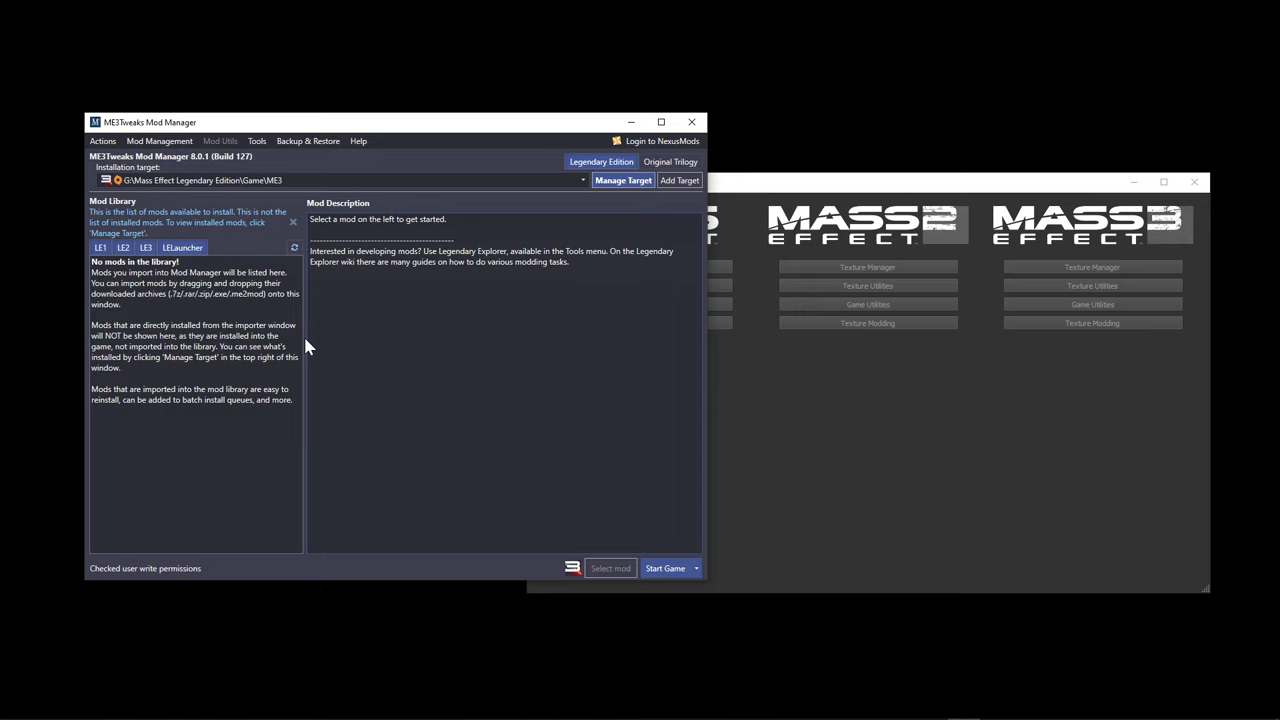 ME3Tweaks Mod Manager
Actions Mod Management Mod Utils Tools Backup & Restore Help Login to NexusMods
ME3Tweaks Mod Manager 8.0.1 (Build 127)
Legendary Edition Original Trilogy
Installation target:
G:\Mass Effect Legendary Edition\Game\ME3
Manage Target Add Target
Mod Library
This is the list of mods available to install. This is not the
list of installed mods. To view installed mods, click
'Manage Target'.
LE1 LE2 LE3 LELauncher
No mods in the library!
Mods you import into Mod Manager will be listed here.
You can import mods by dragging and dropping their
downloaded archives (.7z/.rar/.zip/.exe/.me2mod) onto this
window.
Mods that are directly installed from the importer window
will NOT be shown here, as they are installed into the
game, not imported into the library. You can see what's
installed by clicking 'Manage Target' in the top right of this
window.
Mods that are imported into the mod library are easy to
reinstall, can be added to batch install queues, and more.
Mod Description
Select a mod on the left to get started.
---------------------------------------------
Interested in developing mods? Use Legendary Explorer, available in the Tools menu. On the Legendary
Explorer wiki there are many guides on how to do various modding tasks.
Checked user write permissions
Select mod Start Game
MASS2
EFFECT
Texture Manager
Texture Utilities
Game Utilities
Texture Modding
MASS3
EFFECT
Texture Manager
Texture Utilities
Game Utilities
Texture Modding